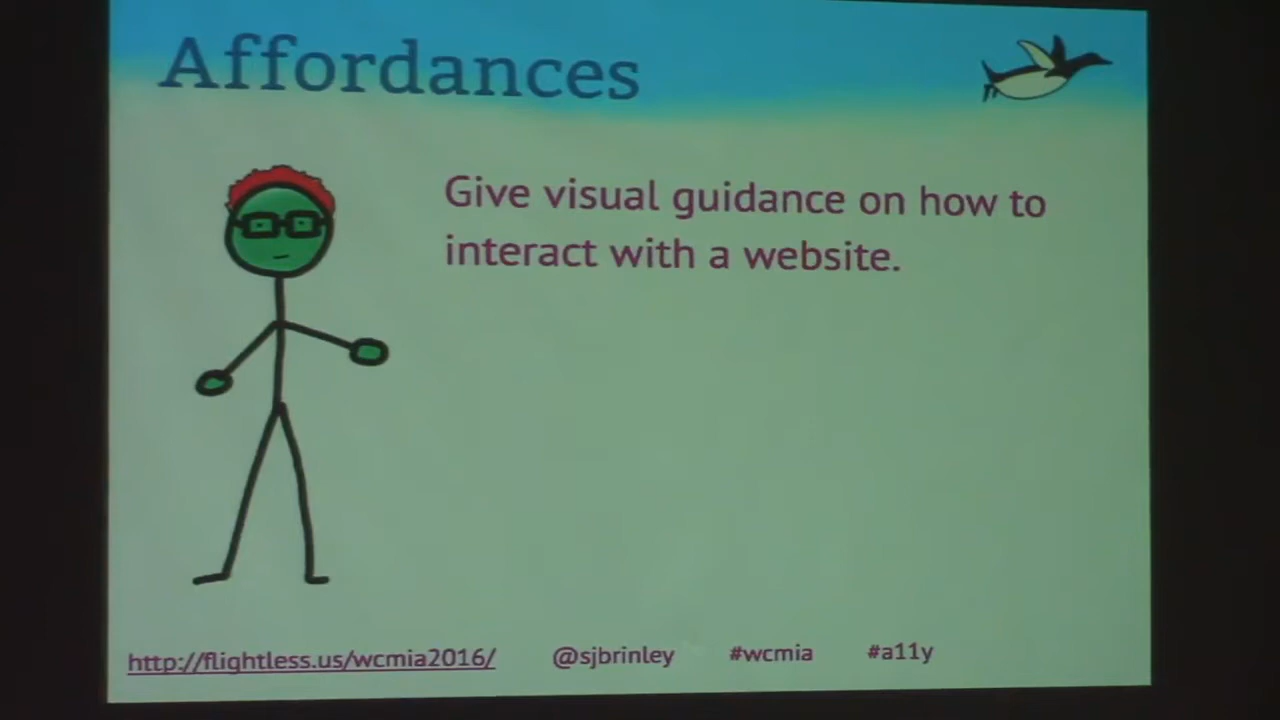 Affordances
Give visual guidance on how to
interact with a website.
http://flightless.us/wcmia2016/ @sjbrinley #wcmia #a11y